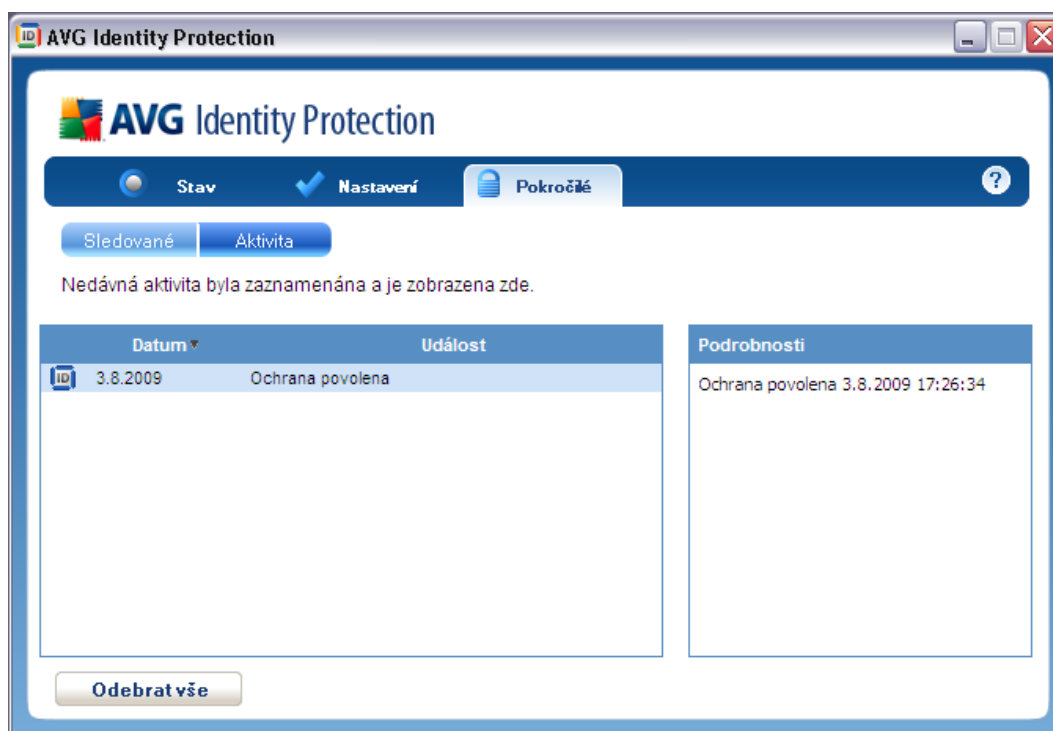 AVG Identity Protection
AVG Identity Protection
Stav Nastavení Pokročilé ?
Sledované Aktivita
Nedávná aktivita byla zaznamenána a je zobrazena zde.
Datum Událost Podrobnosti
ID 3.8.2009 Ochrana povolena
Ochrana povolena 3.8.2009 17:26:34
Odebrat vše